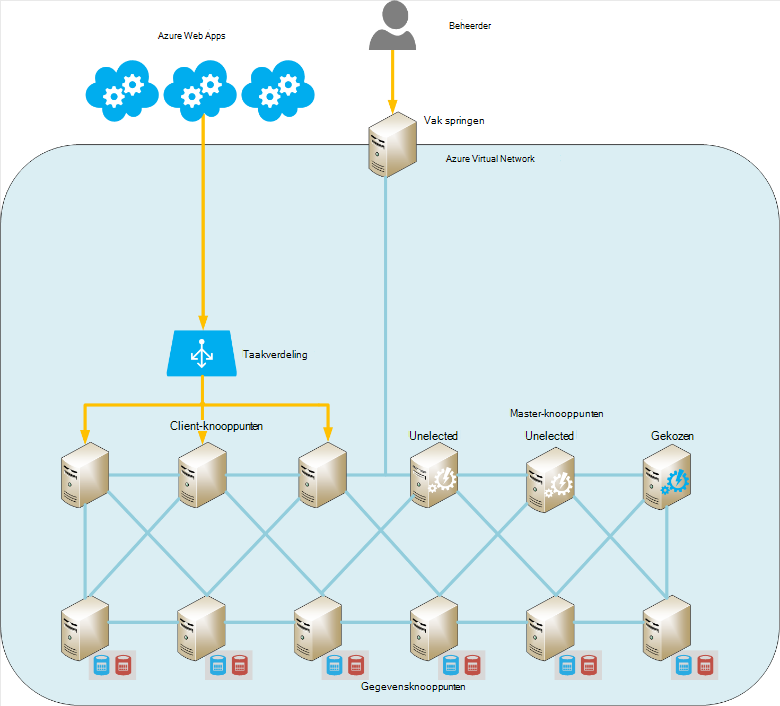 Azure Web Apps
Beheerder
Vak springen
Azure Virtual Network
Taakverdeling
Client-knooppunten
Master-knooppunten
Unelected
Unelected
Gekozen
Gegevensknooppunten